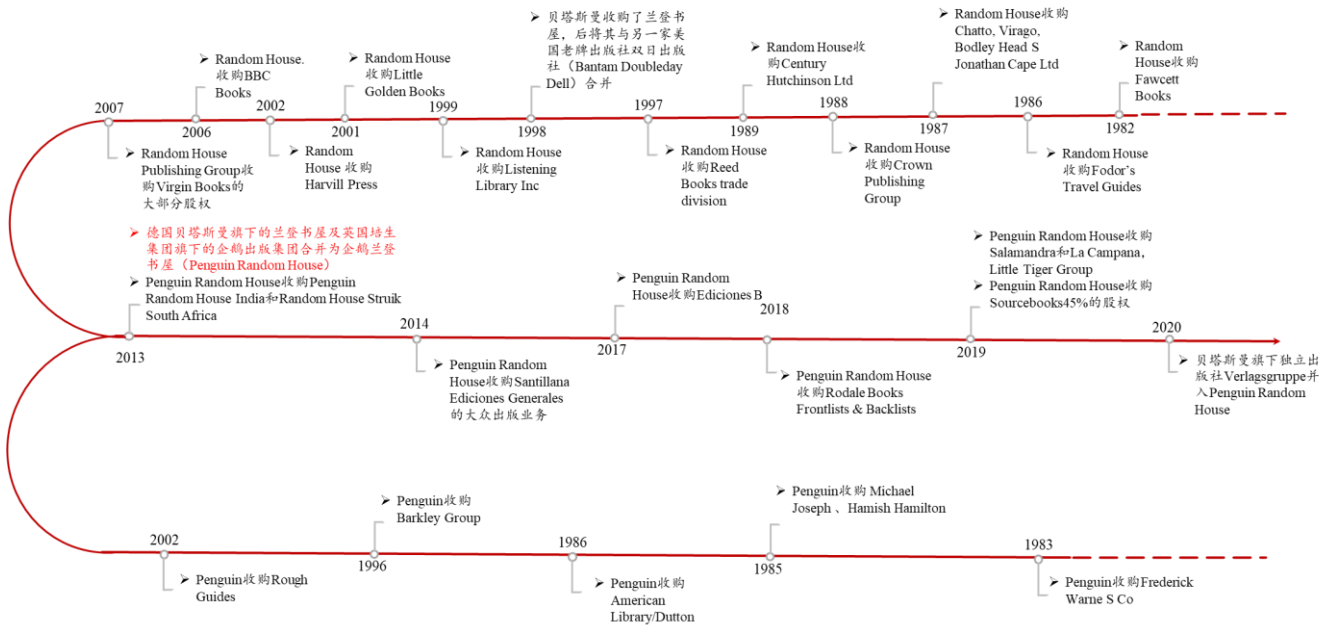 ➢ Random House.
收购BBC
Books
➢ Random House
收购Little
Golden Books
➢ 贝塔斯曼收购了兰登书
屋，后将其与另一家美
国老牌出版社双日出版
社（Bantam Doubleday
Dell）合并
➢ Random House收
购Century
Hutchinson Ltd
➢ Random House收购
Chatto, Virago,
Bodley Head S
Jonathan Cape Ltd
➢ Random
House收购
Fawcett
Books
2007
2006
2002
2001
1999
1998
1997
1989
1988
1987
1986
1982
➢ Random House
Publishing Group收
购Virgin Books的
大部分股权
➢ Random
House 收购
Harvill Press
➢ Random House
收购Listening
Library Inc
➢ Random House
收购Reed
Books trade
division
➢ Random House
收购Crown
Publishing
Group
➢ Random House
收购Fodor's
Travel Guides
➢ 德国贝塔斯曼旗下的兰登书屋及英国培生
集团旗下的企鹅出版集团合并为企鹅兰登
书屋（Penguin Random House）
➢ Penguin Random House收购Penguin
Random House India和Random House Struik
South Africa
➢ Penguin Random
House收购Ediciones B
➢ Penguin Random House收购
Salamandra和La Campana，
Little Tiger Group
➢ Penguin Random House收购
Sourcebooks45%的股权
2013
2014
2017
2018
2019
2020
➢ Penguin Random
House收购Santillana
Ediciones Generales
的大众出版业务
➢ Penguin Random House
收购Rodale Books
Frontlists & Backlists
➢ 贝塔斯曼旗下独立出
版社Verlagsgruppe并
入Penguin Random
House
➢ Penguin收购
Barkley Group
➢ Penguin收购 Michael
Joseph 、Hamish Hamilton
2002
1996
1986
1985
1983
➢ Penguin收购Rough
Guides
➢ Penguin收购
American
Library/Dutton
➢ Penguin收购Frederick
Warne S Co